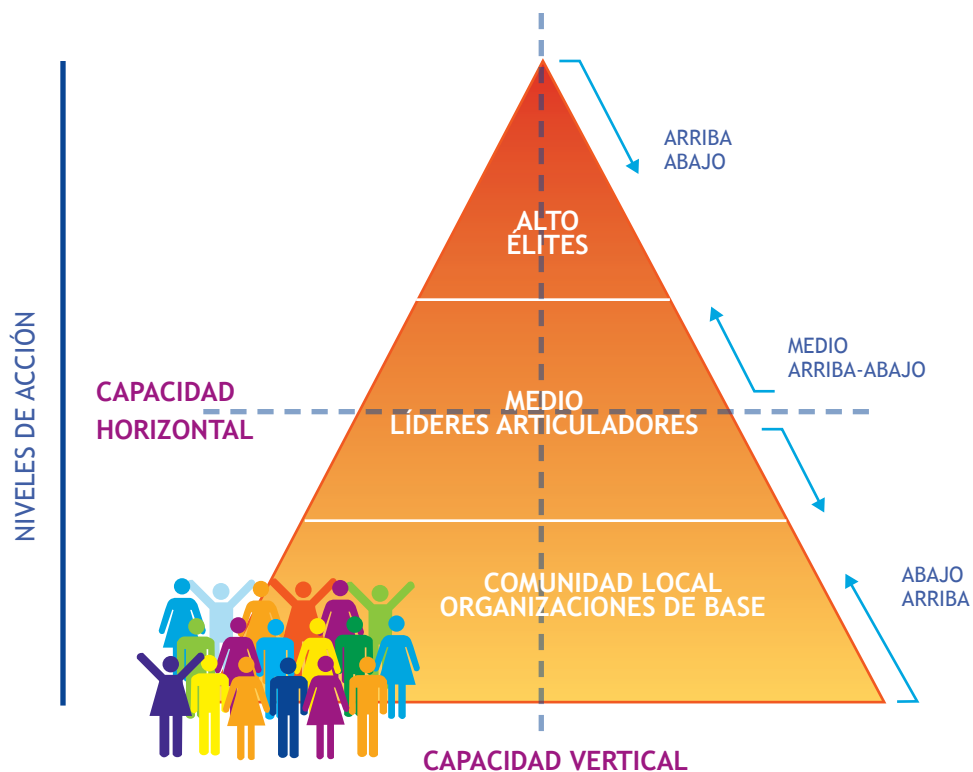 ARRIBA
ABAJO
ALTO
ÉLITES
NIVELES DE ACCIÓN
MEDIO
ARRIBA-ABAJO
CAPACIDAD
HORIZONTAL
MEDIO
LÍDERES ARTICULADORES
COMUNIDAD LOCAL
ORGANIZACIONES DE BASE
ABAJO
ARRIBA
CAPACIDAD VERTICAL